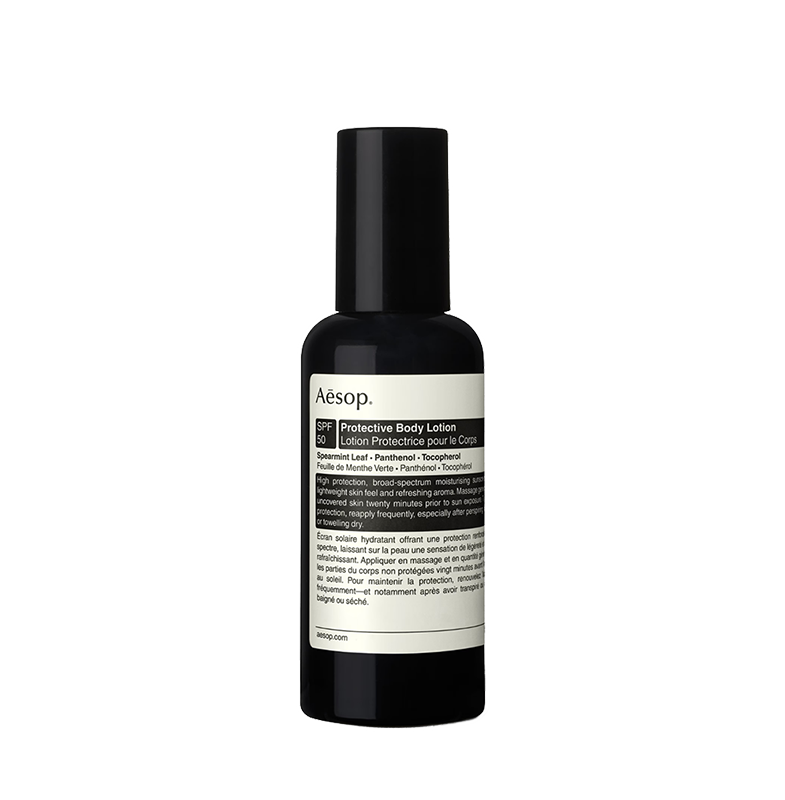 Aēsop.
SPF
50
Protective Body Lotion
Lotion Protectrice pour le Corps
Spearmint Leaf • Panthenol • Tocopherol
Feuille de Menthe Verte • Panthénol • Tocophérol
High protection, broad-spectrum moisturising
lightweight skin feel and refreshing aroma. Massage
uncovered skin twenty minutes prior to sun exposure.
protection, reapply frequently, especially after perspiring
or towelling dry.
Écran solaire hydratant offrant une protection
spectre, laissant sur la peau une sensation de
rafraîchissant. Appliquer en massage et en quantité
les parties du corps non protégées vingt minutes
au soleil. Pour maintenir la protection,
fréquemment—et notamment après avoir transpiré
baigné ou séché.
aesop.com